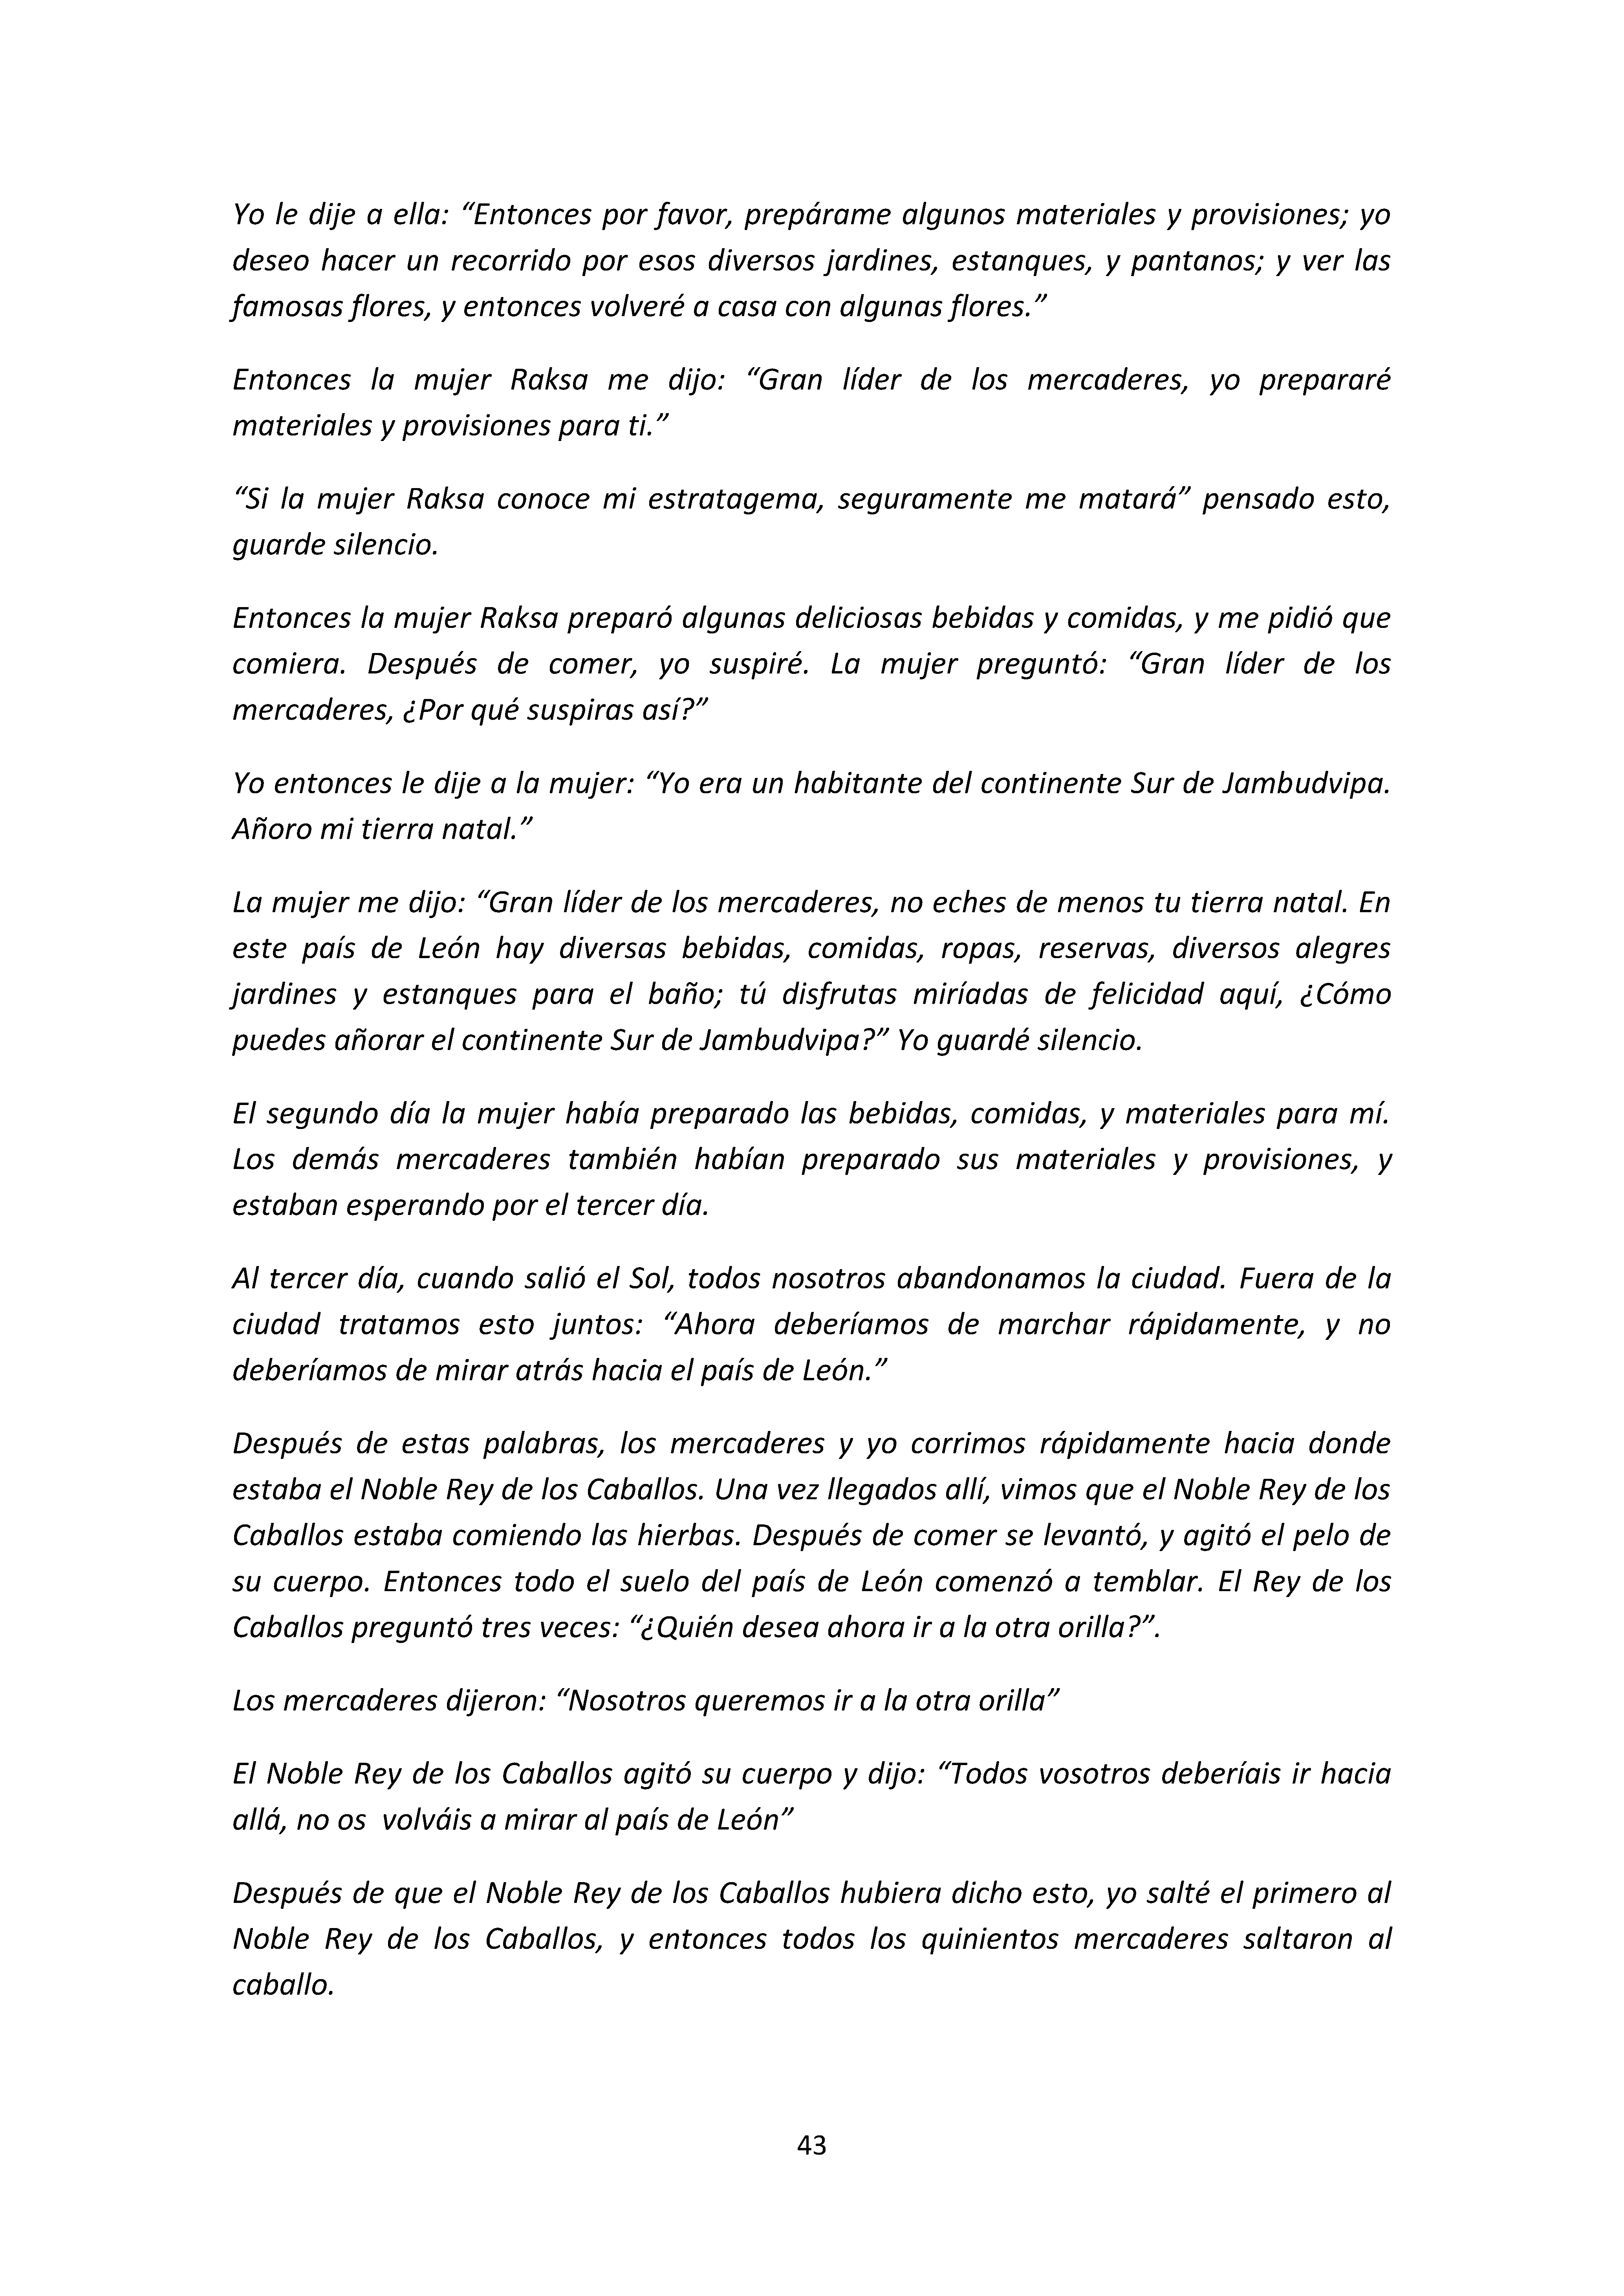 Yo le dije a ella: “Entonces por favor, prepárame algunos materiales y provisiones; yo
deseo hacer un recorrido por esos diversos jardines, estanques, y pantanos; y ver las
famosas flores, y entonces volveré a casa con algunas flores.”
Entonces la mujer Raksa me dijo: “Gran líder de los mercaderes, yo prepararé
materiales y provisiones para ti.”
“Si la mujer Raksa conoce mi estratagema, seguramente me matará” pensado esto,
guarde silencio.
Entonces la mujer Raksa preparó algunas deliciosas bebidas y comidas, y me pidió que
comiera. Después de comer, yo suspiré. La mujer preguntó: “Gran líder de los
mercaderes, ¿Por qué suspiras así?”
Yo entonces le dije a la mujer: “Yo era un habitante del continente Sur de Jambudvipa.
Añoro mi tierra natal.”
La mujer me dijo: “Gran líder de los mercaderes, no eches de menos tu tierra natal. En
este país de León hay diversas bebidas, comidas, ropas, reservas, diversos alegres
jardines y estanques para el baño; tú disfrutas miríadas de felicidad aquí, ¿Cómo
puedes añorar el continente Sur de Jambudvipa?” Yo guardé silencio.
El segundo día la mujer había preparado las bebidas, comidas, y materiales para mí.
Los demás mercaderes también habían preparado sus materiales y provisiones, y
estaban esperando por el tercer día.
Al tercer día, cuando salió el Sol, todos nosotros abandonamos la ciudad. Fuera de la
ciudad tratamos esto juntos: “Ahora deberíamos de marchar rápidamente, y no
deberíamos de mirar atrás hacia el país de León.”
Después de estas palabras, los mercaderes y yo corrimos rápidamente hacia donde
estaba el Noble Rey de los Caballos. Una vez llegados allí, vimos que el Noble Rey de los
Caballos estaba comiendo las hierbas. Después de comer se levantó, y agitó el pelo de
su cuerpo. Entonces todo el suelo del país de León comenzó a temblar. El Rey de los
Caballos preguntó tres veces: “¿Quién desea ahora ir a la otra orilla?”.
Los mercaderes dijeron: “Nosotros queremos ir a la otra orilla”
El Noble Rey de los Caballos agitó su cuerpo y dijo: “Todos vosotros deberíais ir hacia
allá, no os  volváis a mirar al país de León”
Después de que el Noble Rey de los Caballos hubiera dicho esto, yo salté el primero al
Noble Rey de los Caballos, y entonces todos los quinientos mercaderes saltaron al
caballo.
43